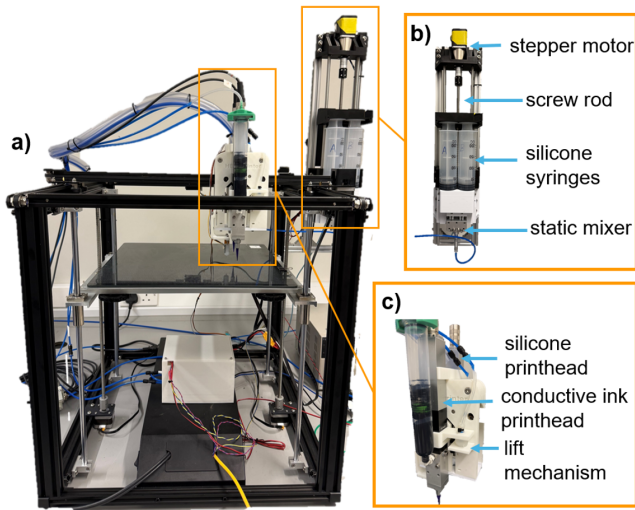 a)
b)
stepper motor
screw rod
silicone
syringes
static mixer
c)
silicone
printhead
conductive ink
printhead
lift
mechanism